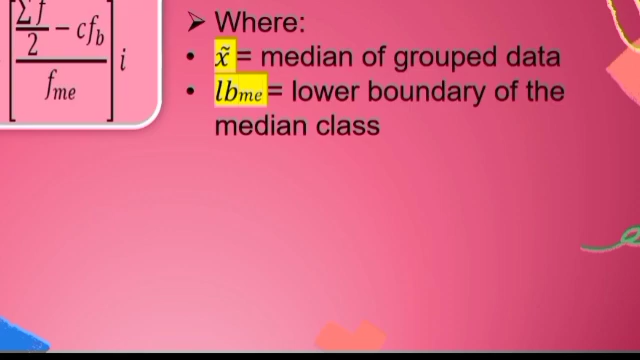 [Σf/2 − cf_b / f_me] i
➤ Where:
• x̃ = median of grouped data
• lb_me = lower boundary of the
median class